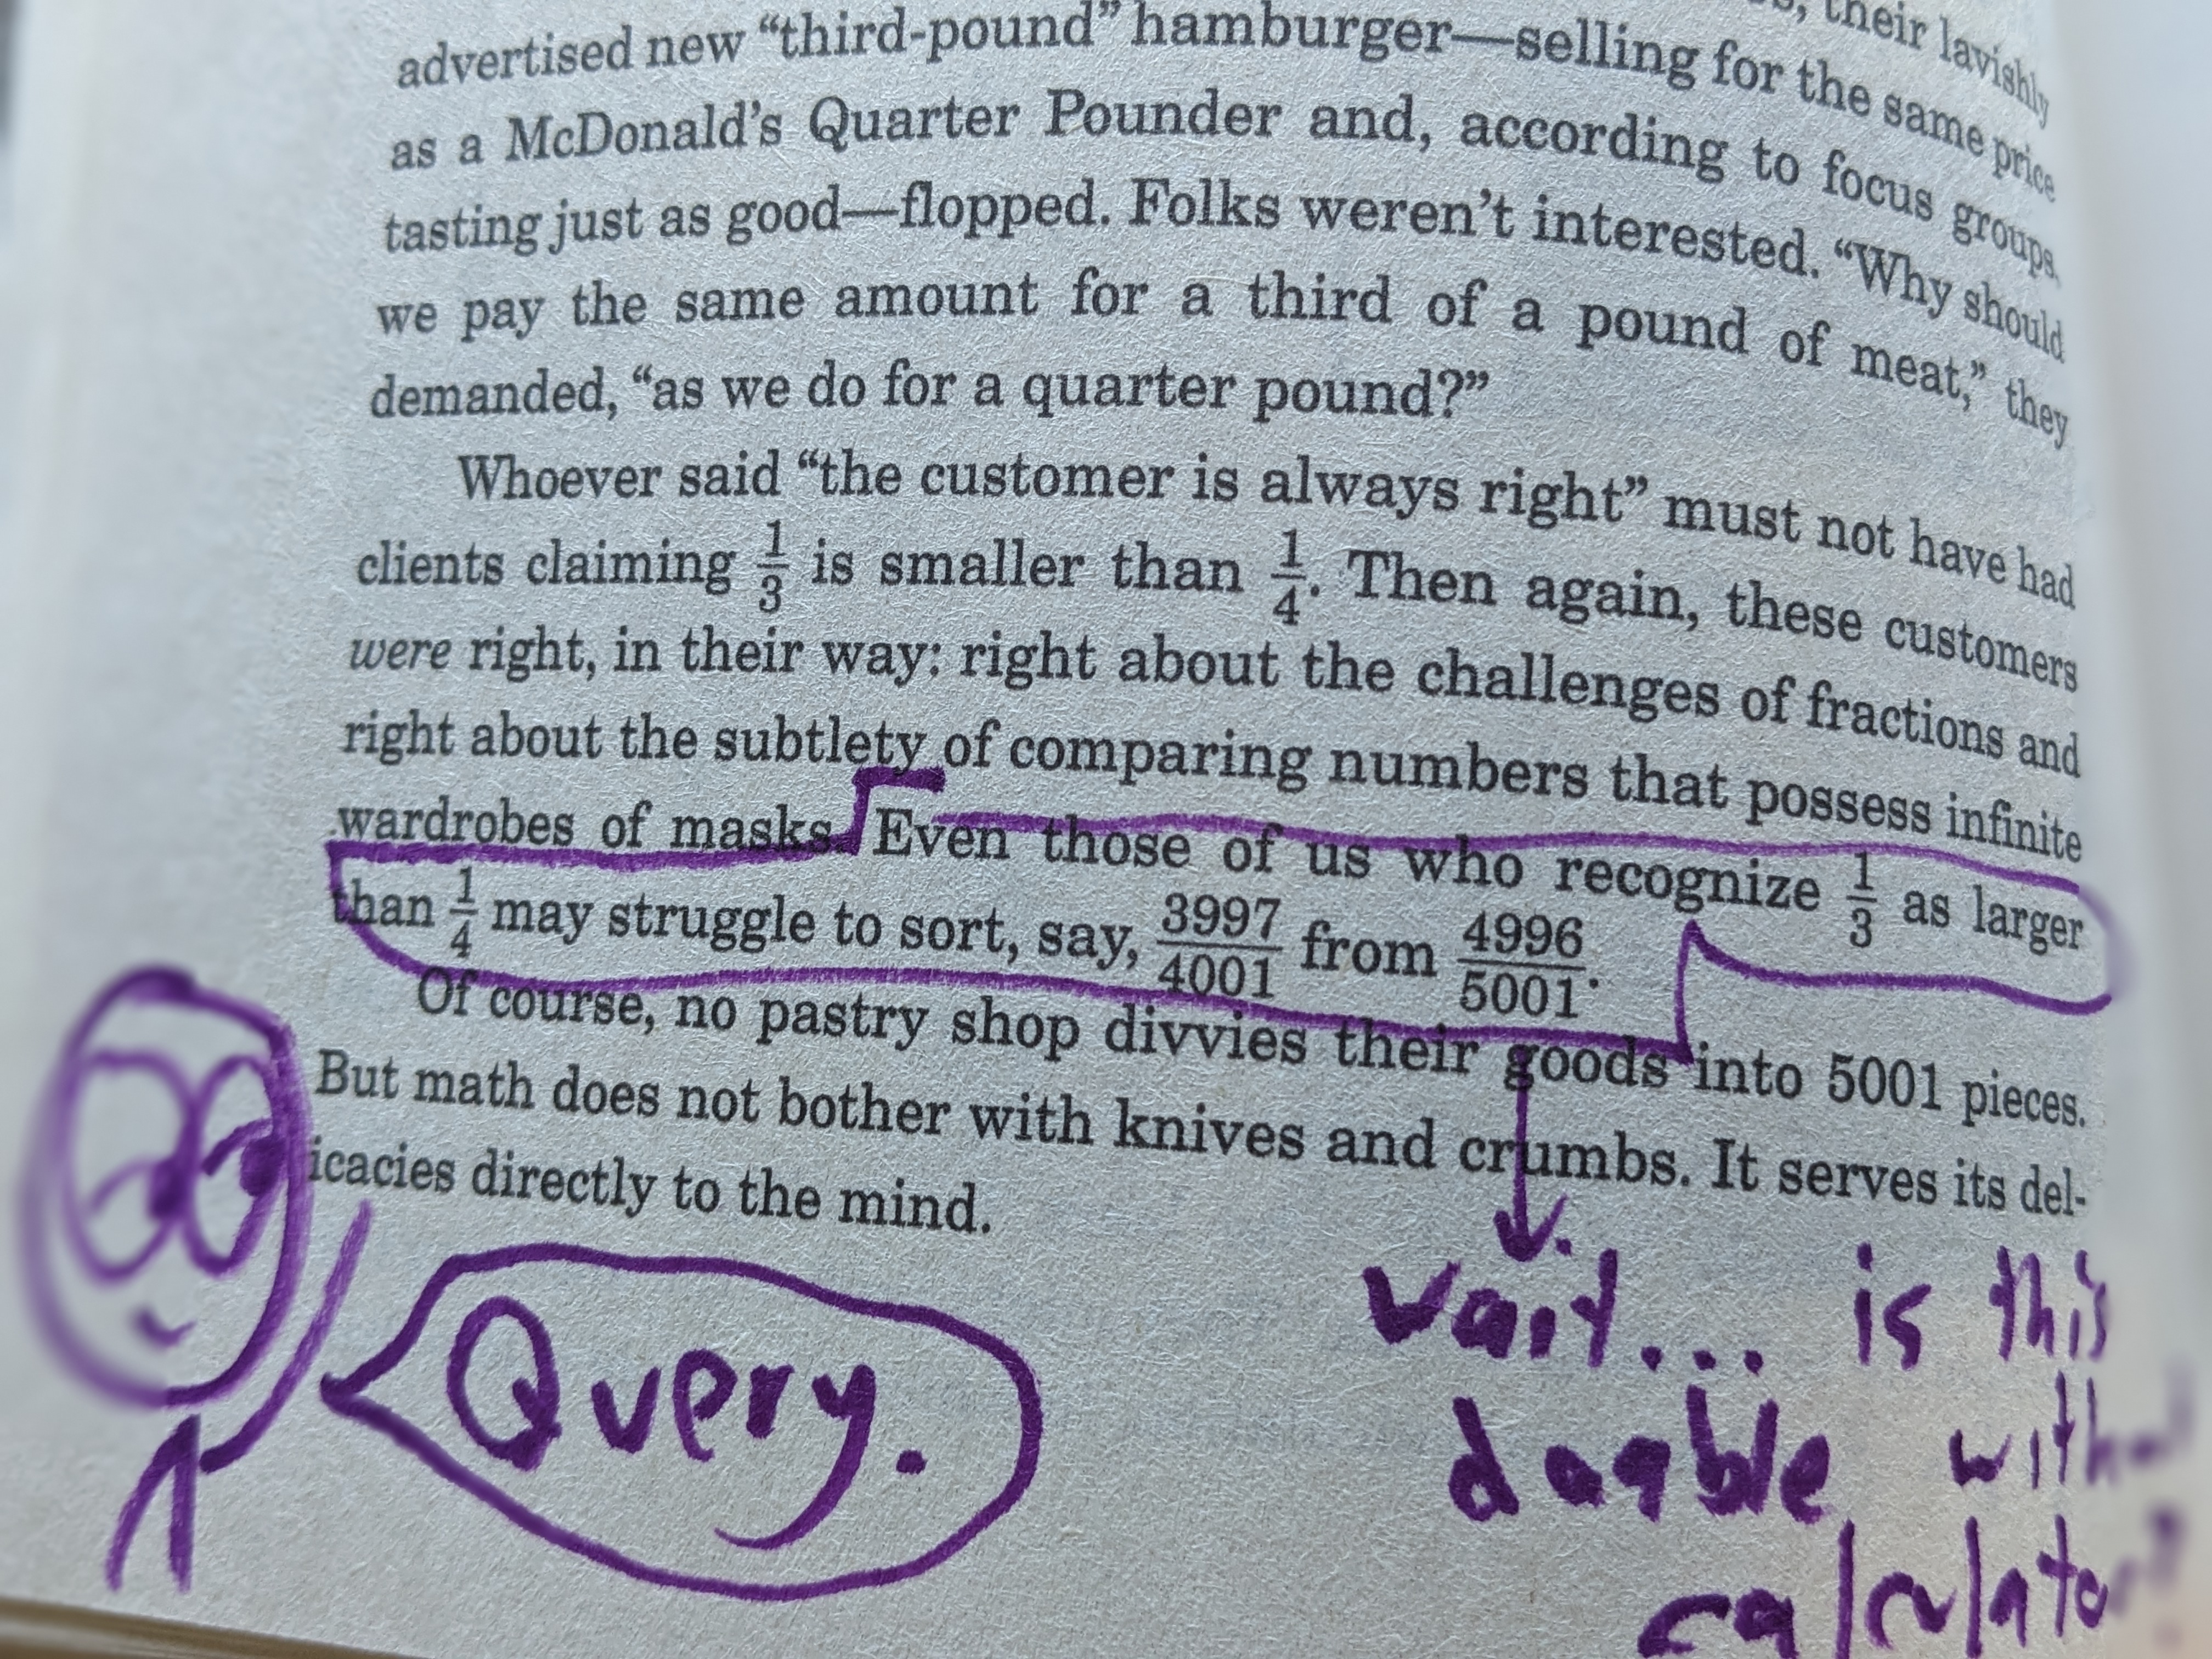 , their lavishly
advertised new “third-pound” hamburger—selling for the same price
as a McDonald’s Quarter Pounder and, according to focus groups,
tasting just as good—flopped. Folks weren’t interested. “Why should
we pay the same amount for a third of a pound of meat,” they
demanded, “as we do for a quarter pound?”
Whoever said “the customer is always right” must not have had
clients claiming 1/3 is smaller than 1/4. Then again, these customers
were right, in their way: right about the challenges of fractions and
right about the subtlety of comparing numbers that possess infinite
wardrobes of masks. Even those of us who recognize 1/3 as larger
than 1/4 may struggle to sort, say, 3997/4001 from 4996/5001.
Of course, no pastry shop divvies their goods into 5001 pieces.
But math does not bother with knives and crumbs. It serves its del-
icacies directly to the mind.
Query.
wait... is this
doable
calculator?